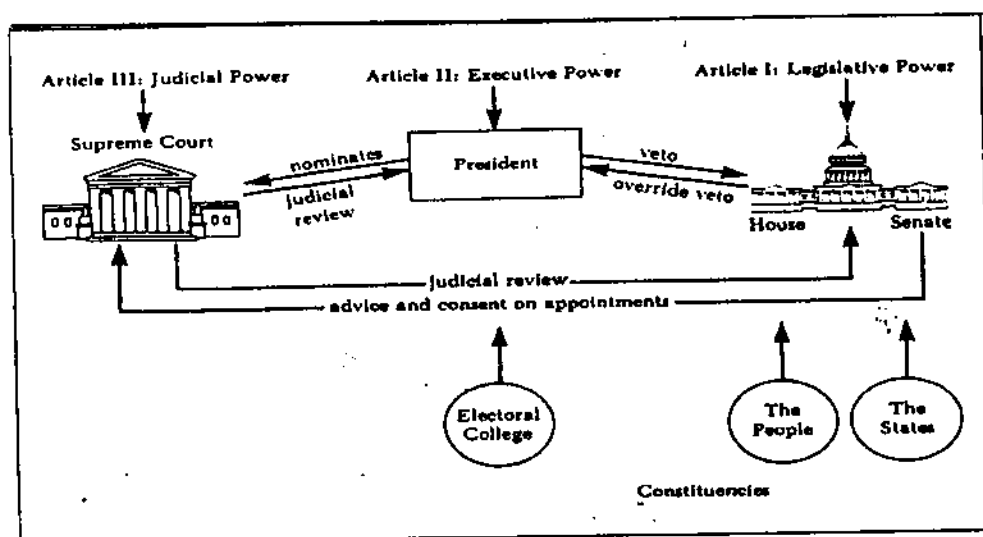 Article III: Judicial Power
Article II: Executive Power
Article I: Legislative Power
Supreme Court
nominates
judicial
review
President
veto
override veto
House
Senate
judicial review
advice and consent on appointments
Electoral
College
The
People
The
States
Constituencies